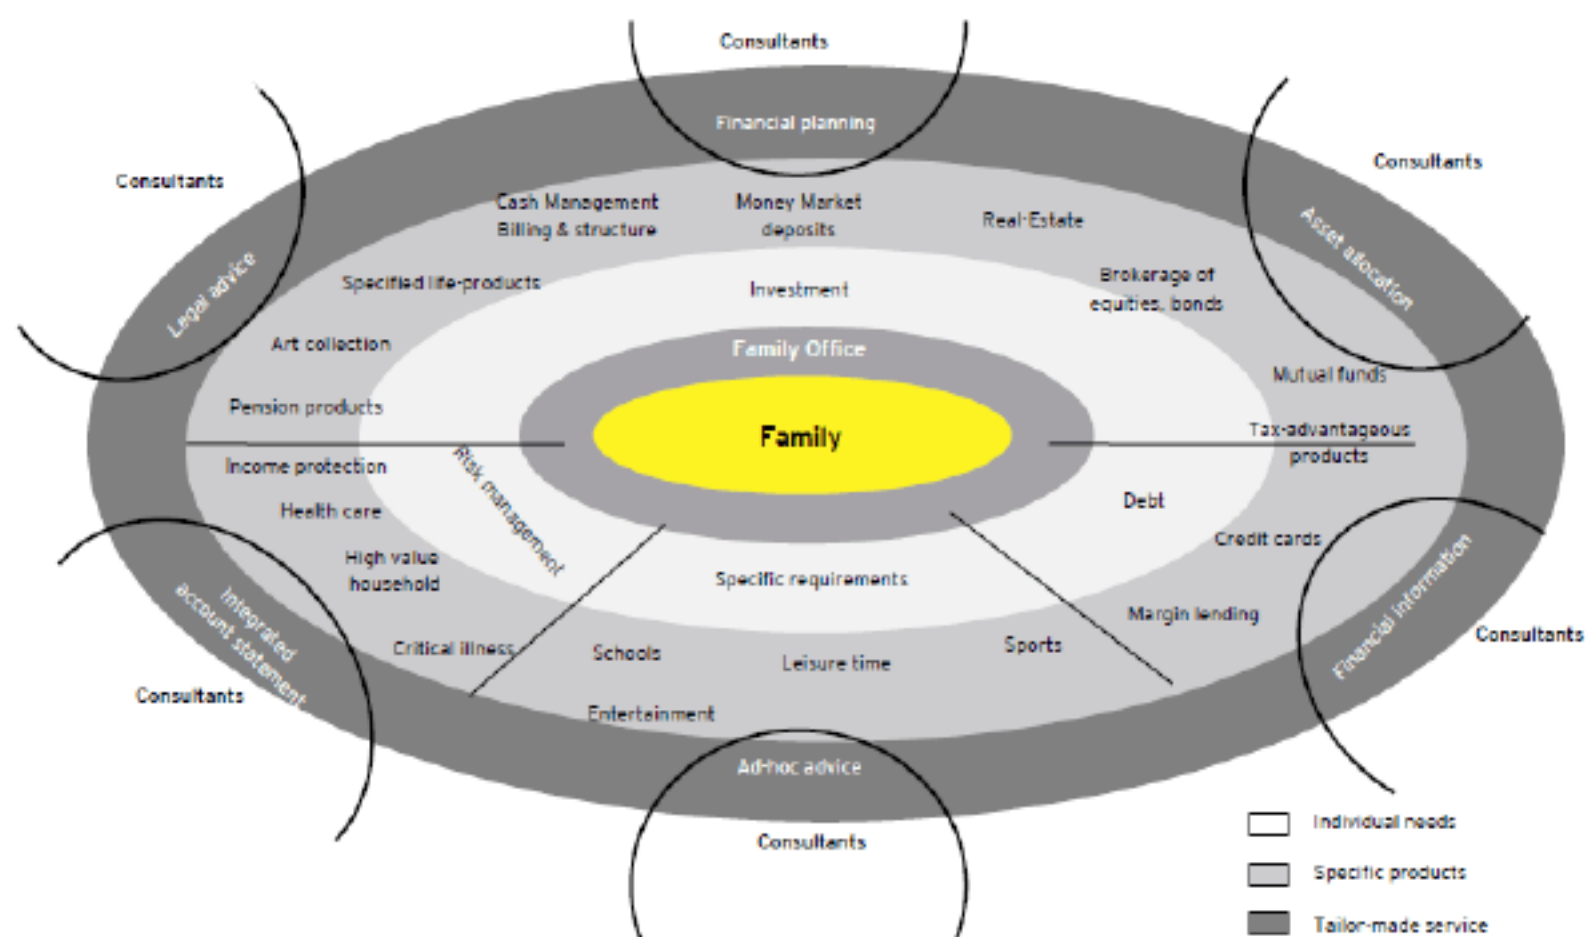 Consultants
Financial planning
Consultants
Consultants
Legal advice
Asset allocation
Cash Management
Billing & structure
Money Market
deposits
Real-Estate
Specified life-products
Investment
Brokerage of
equities, bonds
Art collection
Family Office
Mutual funds
Pension products
Family
Tax-advantageous
products
Income protection
Risk management
Debt
Health care
Credit cards
High value
household
Specific requirements
Integrated
account statement
Financial information
Margin lending
Consultants
Critical illness
Schools
Leisure time
Sports
Consultants
Entertainment
Ad-hoc advice
Consultants
Individual needs
Specific products
Tailor-made service